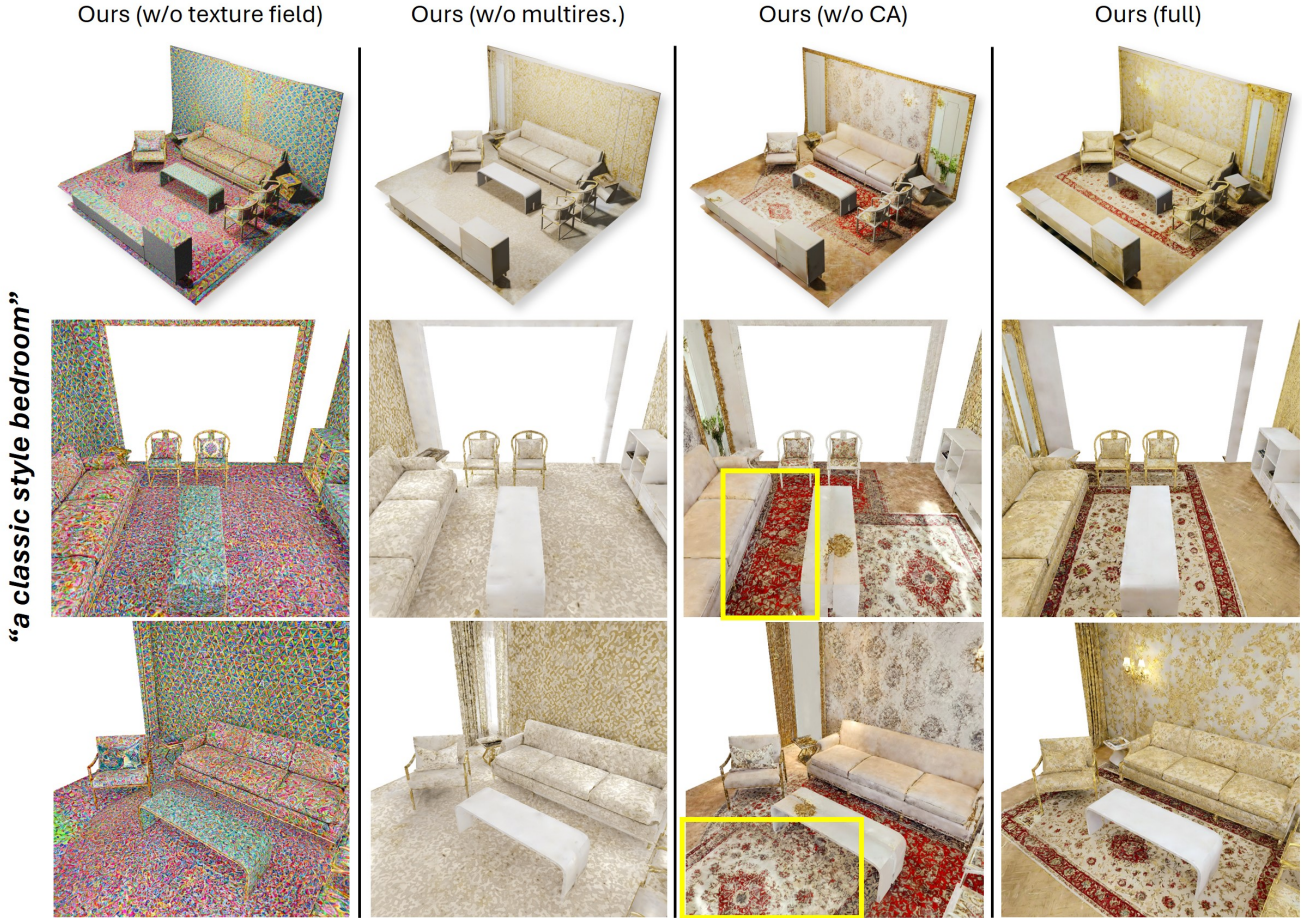 Ours (w/o texture field)
Ours (w/o multires.)
Ours (w/o CA)
Ours (full)
“a classic style bedroom”